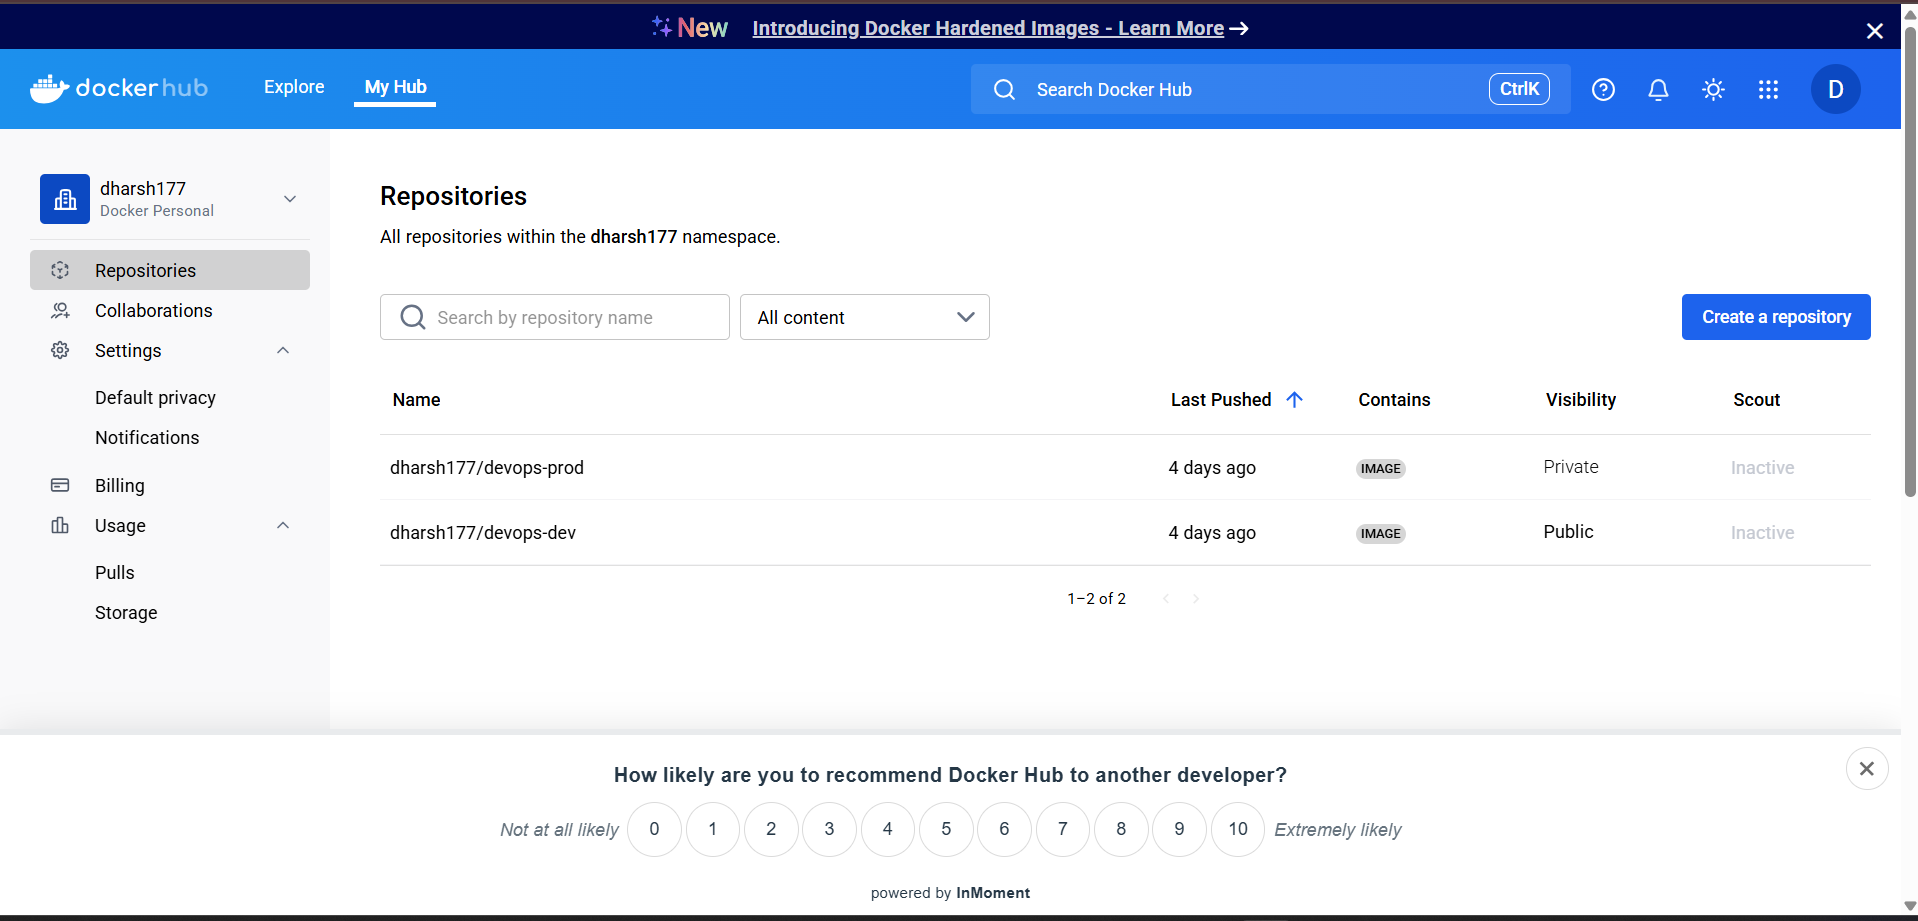 New Introducing Docker Hardened Images - Learn More →
docker hub Explore My Hub Search Docker Hub CtrlK D
dharsh177
Docker Personal
Repositories
Collaborations
Settings
Default privacy
Notifications
Billing
Usage
Pulls
Storage
Repositories
All repositories within the dharsh177 namespace.
Search by repository name All content Create a repository
Name Last Pushed Contains Visibility Scout
dharsh177/devops-prod 4 days ago IMAGE Private Inactive
dharsh177/devops-dev 4 days ago IMAGE Public Inactive
1–2 of 2
How likely are you to recommend Docker Hub to another developer?
Not at all likely 0 1 2 3 4 5 6 7 8 9 10 Extremely likely
powered by InMoment